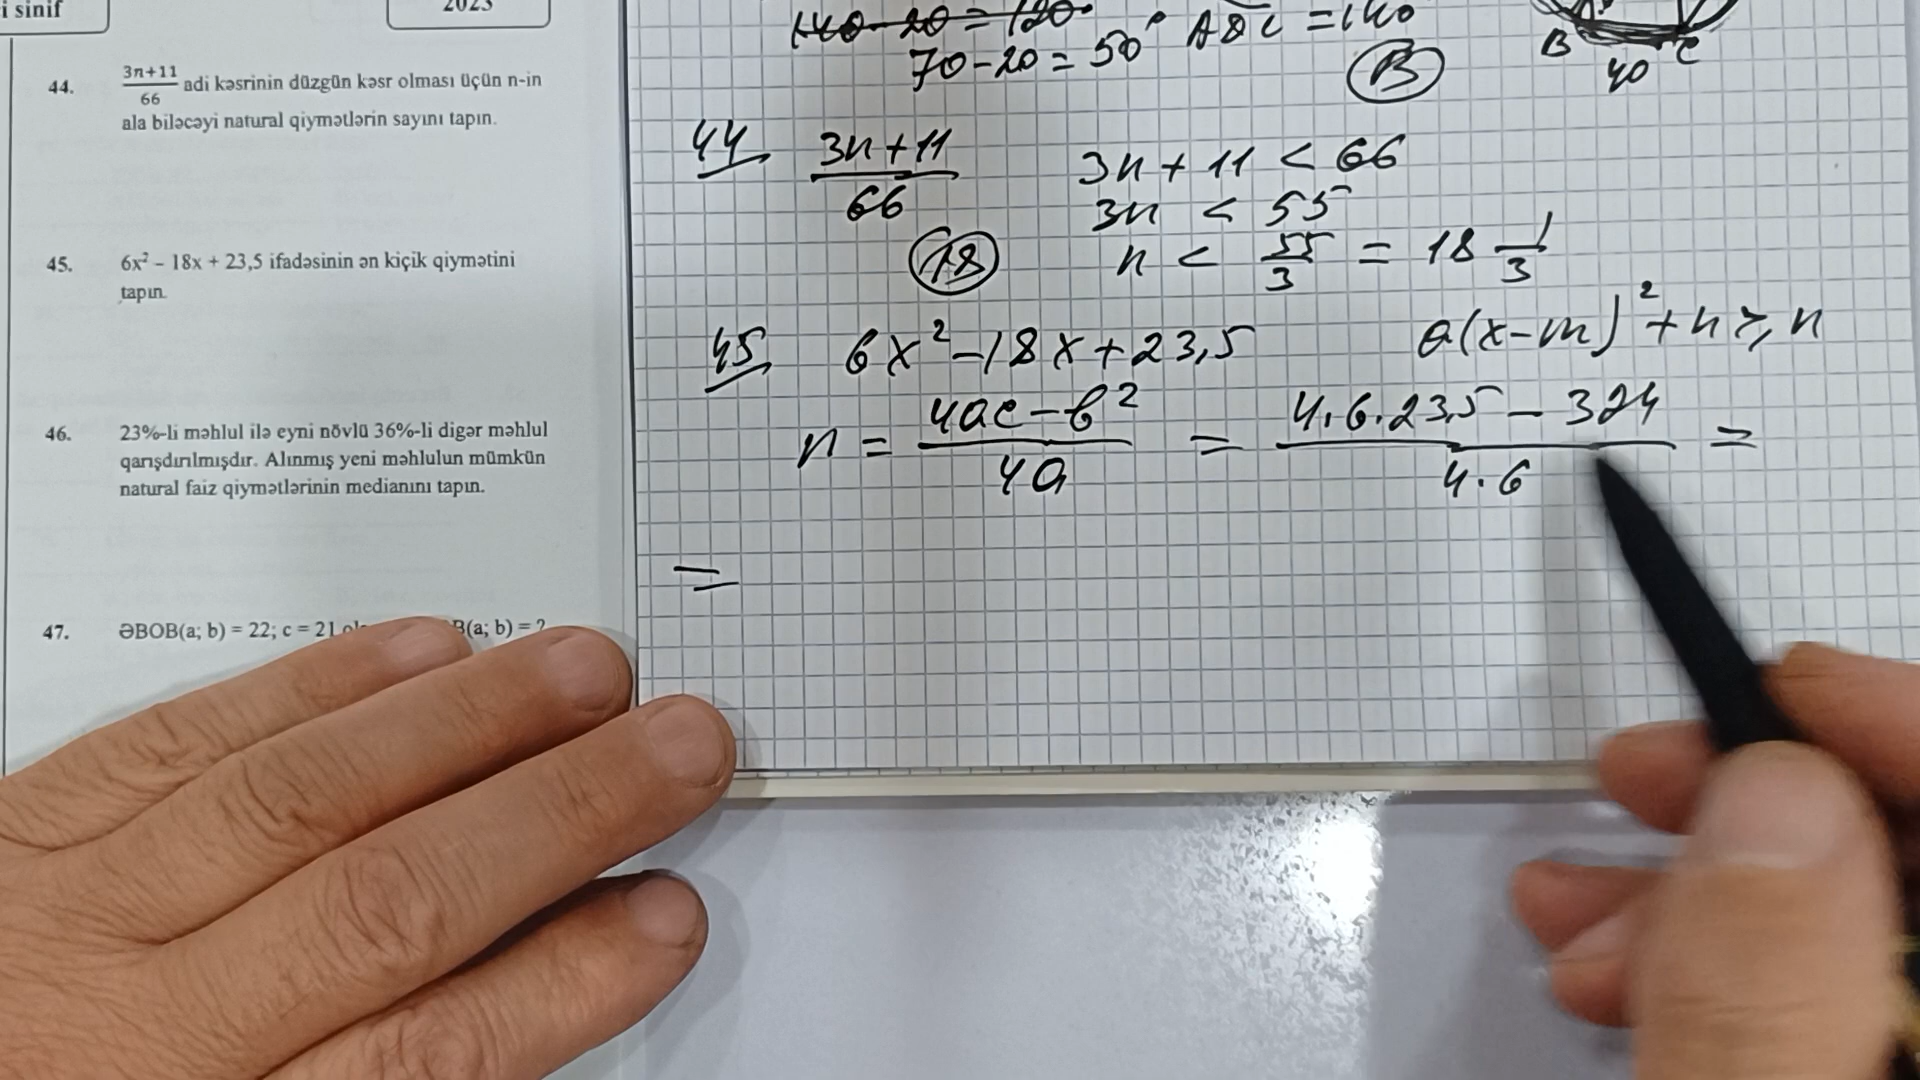 i sinif
2023
44. 3n+11/66 adi kəsrinin düzgün kəsr olması üçün n-in
ala biləcəyi natural qiymətlərin sayını tapın.
45. 6x² – 18x + 23,5 ifadəsinin ən kiçik qiymətini
tapın.
46. 23%-li məhlul ilə eyni növlü 36%-li digər məhlul
qarışdırılmışdır. Alınmış yeni məhlulun mümkün
natural faiz qiymətlərinin medianını tapın.
47. ƏBOB(a; b) = 22; c = 21 B(a; b) = ?
140-20=120°
70-20=50° =140
B
B C
40
44 3n+11/66 3n+11<66
3n < 55
18 n < 55/3 = 18 1/3
45 6x²-18x+23,5 a(x-m)²+n≥n
n = 4ac-b²/4a = 4·6·23,5-324/4·6 =
=